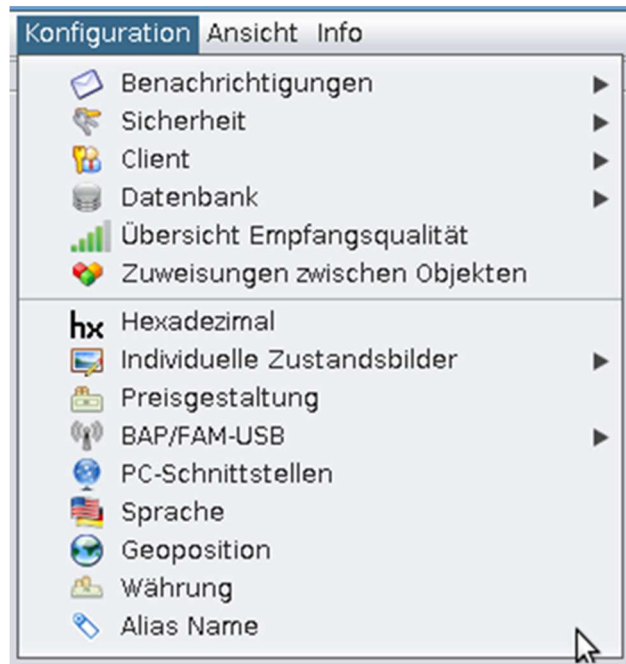 Konfiguration Ansicht Info
Benachrichtigungen
Sicherheit
Client
Datenbank
Übersicht Empfangsqualität
Zuweisungen zwischen Objekten
hx Hexadezimal
Individuelle Zustandsbilder
Preisgestaltung
BAP/FAM-USB
PC-Schnittstellen
Sprache
Geoposition
Währung
Alias Name